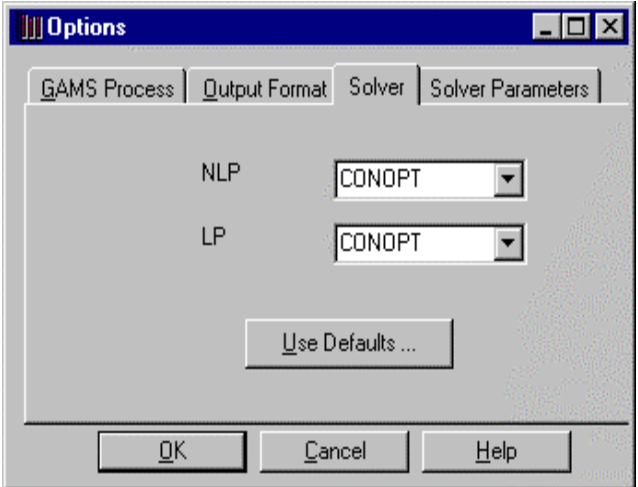 Options
GAMS Process Output Format Solver Solver Parameters
NLP CONOPT
LP CONOPT
Use Defaults ...
OK Cancel Help